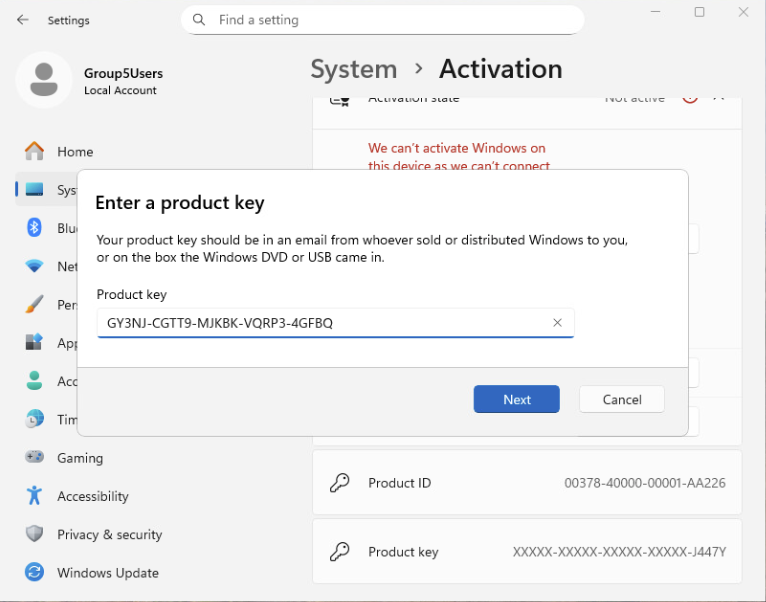 Settings
Find a setting
Group5Users
Local Account
System > Activation
Activation state Not active
We can't activate Windows on
this device as we can't connect
Home
Sys
Enter a product key
Your product key should be in an email from whoever sold or distributed Windows to you,
or on the box the Windows DVD or USB came in.
Product key
GY3NJ-CGTT9-MJKBK-VQRP3-4GFBQ
Next Cancel
Blu
Net
Per
App
Acc
Tim
Gaming
Accessibility
Privacy & security
Windows Update
Product ID 00378-40000-00001-AA226
Product key XXXXX-XXXXX-XXXXX-XXXXX-J447Y